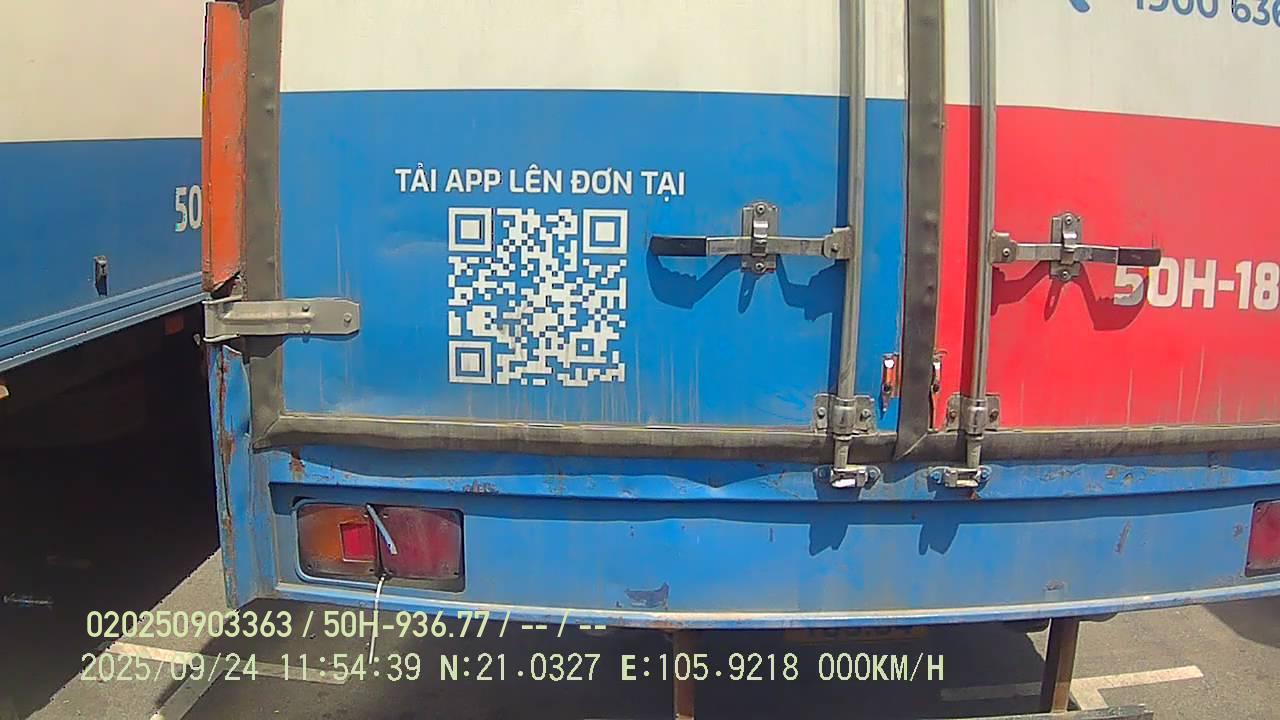 1900 636
TẢI APP LÊN ĐƠN TẠI
50
50H-18
020250903363 / 50H-936.77 / -- / --
2025/09/24 11:54:39 N:21.0327 E:105.9218 000KM/H